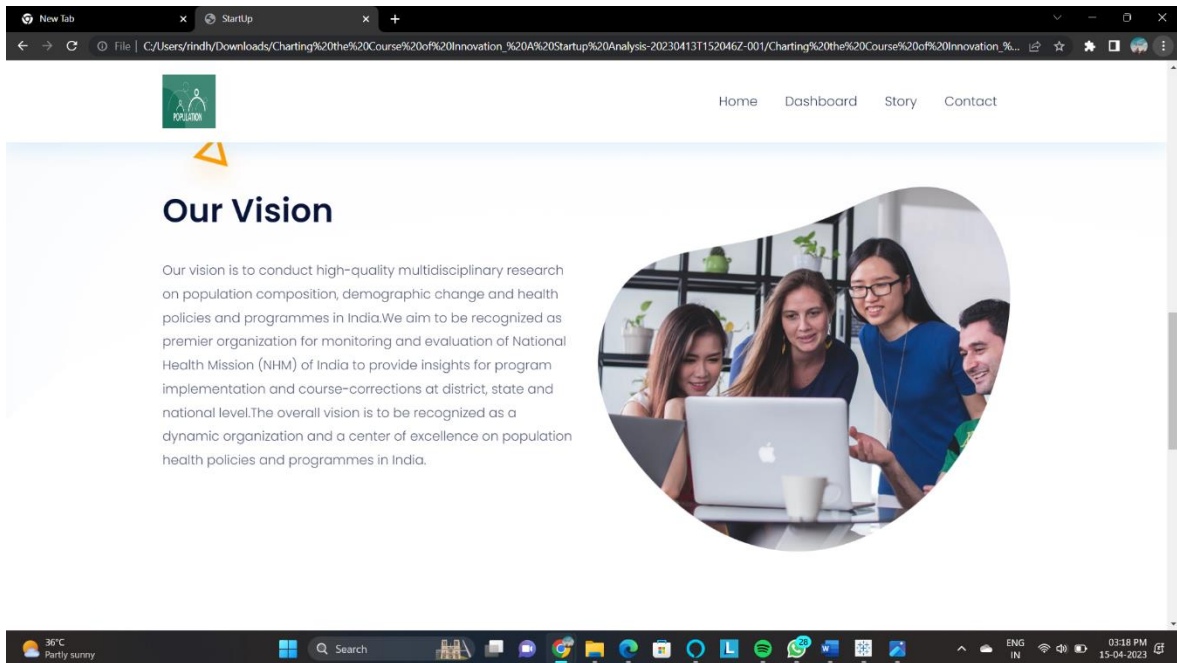 New Tab
StartUp
File
C:/Users/rindh/Downloads/Charting%20the%20Course%20of%20Innovation_%20A%20Startup%20Analysis-20230413T152046Z-001/Charting%20the%20Course%20of%20Innovation_%...
POPULATION
Home Dashboard Story Contact
Our Vision
Our vision is to conduct high-quality multidisciplinary research
on population composition, demographic change and health
policies and programmes in India.We aim to be recognized as
premier organization for monitoring and evaluation of National
Health Mission (NHM) of India to provide insights for program
implementation and course-corrections at district, state and
national level.The overall vision is to be recognized as a
dynamic organization and a center of excellence on population
health policies and programmes in India.
36°C
Partly sunny
Search
L
28
W
ENG
IN
03:18 PM
15-04-2023